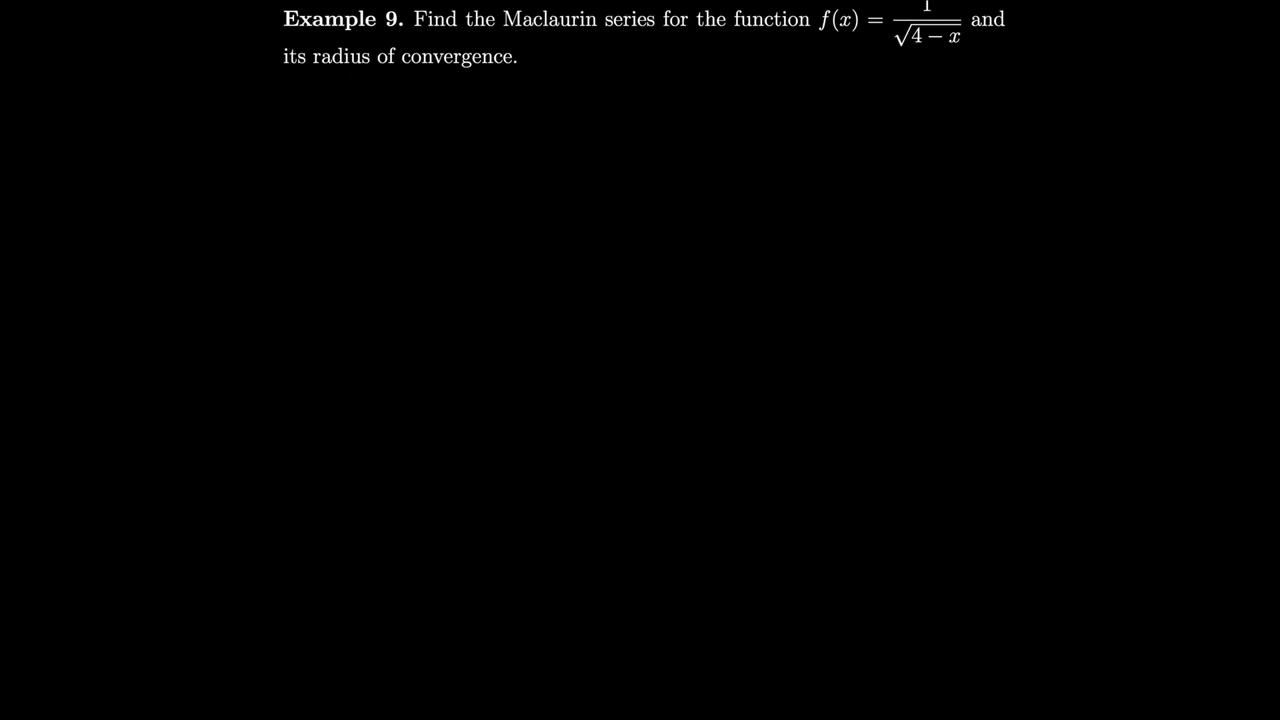 Example 9. Find the Maclaurin series for the function f(x) = 1/√(4 − x) and
its radius of convergence.